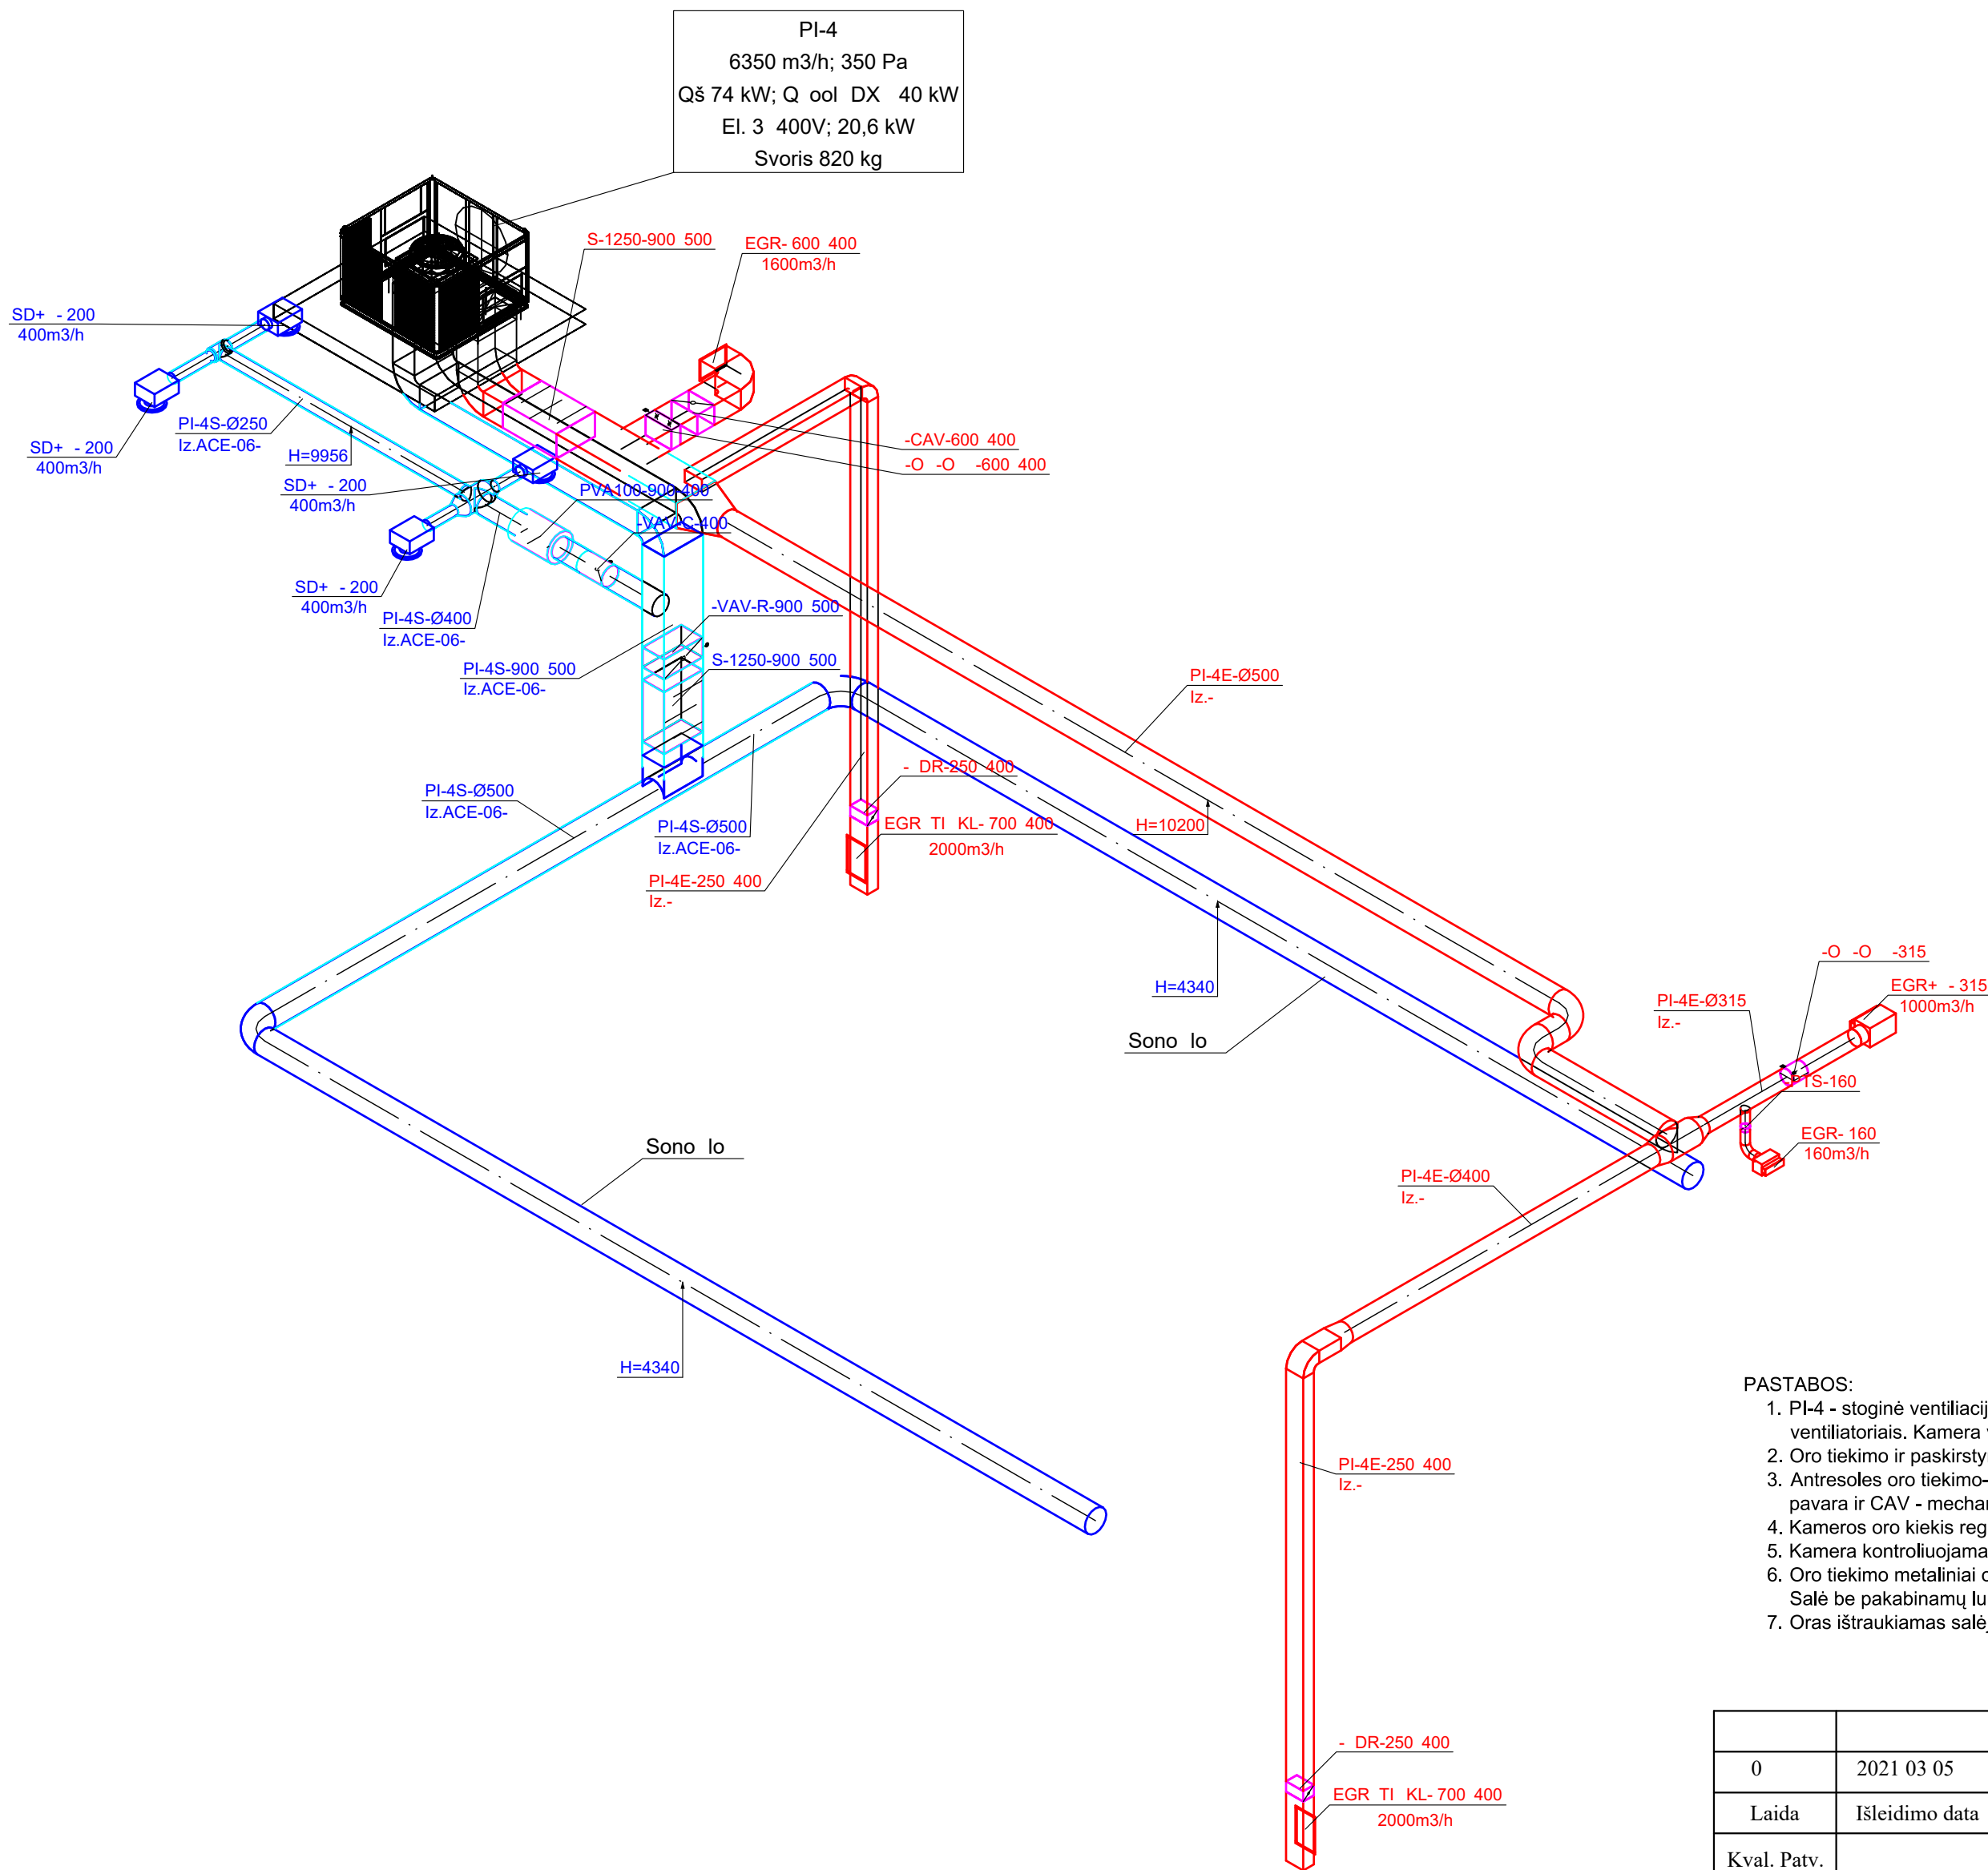 PI-4
6350 m3/h; 350 Pa
Qš 74 kW; Q ool DX 40 kW
El. 3 400V; 20,6 kW
Svoris 820 kg
S-1250-900 500
EGR- 600 400
1600m3/h
SD+ - 200
400m3/h
SD+ - 200
400m3/h
PI-4S-Ø250
Iz.ACE-06-
H=9956
SD+ - 200
400m3/h
PVA100-900-400
-VAV-C-400
-CAV-600 400
-O -O -600 400
SD+ - 200
400m3/h
PI-4S-Ø400
Iz.ACE-06-
-VAV-R-900 500
PI-4S-900 500
Iz.ACE-06-
S-1250-900 500
PI-4E-Ø500
Iz.-
PI-4S-Ø500
Iz.ACE-06-
PI-4S-Ø500
Iz.ACE-06-
- DR-250 400
EGR TI KL- 700 400
2000m3/h
PI-4E-250 400
Iz.-
H=10200
H=4340
Sono lo
-O -O -315
EGR+ - 315
1000m3/h
PI-4E-Ø315
Iz.-
TS-160
EGR- 160
160m3/h
PI-4E-Ø400
Iz.-
Sono lo
H=4340
PI-4E-250 400
Iz.-
- DR-250 400
EGR TI KL- 700 400
2000m3/h
PASTABOS:
1. PI-4 - stoginė ventiliacij
ventiliatoriais. Kamera
2. Oro tiekimo ir paskirsty
3. Antresoles oro tiekimo-
pavara ir CAV - mechan
4. Kameros oro kiekis reg
5. Kamera kontroliuojama
6. Oro tiekimo metaliniai
Salė be pakabinamų lu
7. Oras ištraukiamas salėj
0 2021 03 05
Laida Išleidimo data
Kval. Patv.